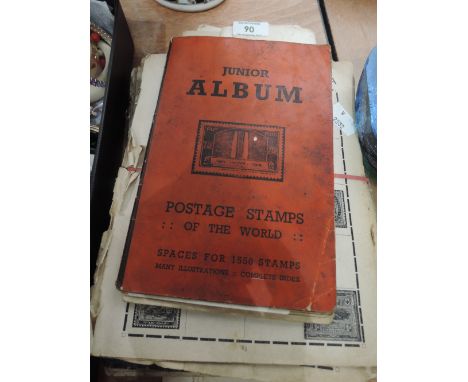 90
JUNIOR
ALBUM
POSTAGE STAMPS
:: OF THE WORLD ::
SPACES FOR 1550 STAMPS
MANY ILLUSTRATIONS : COMPLETE INDEX